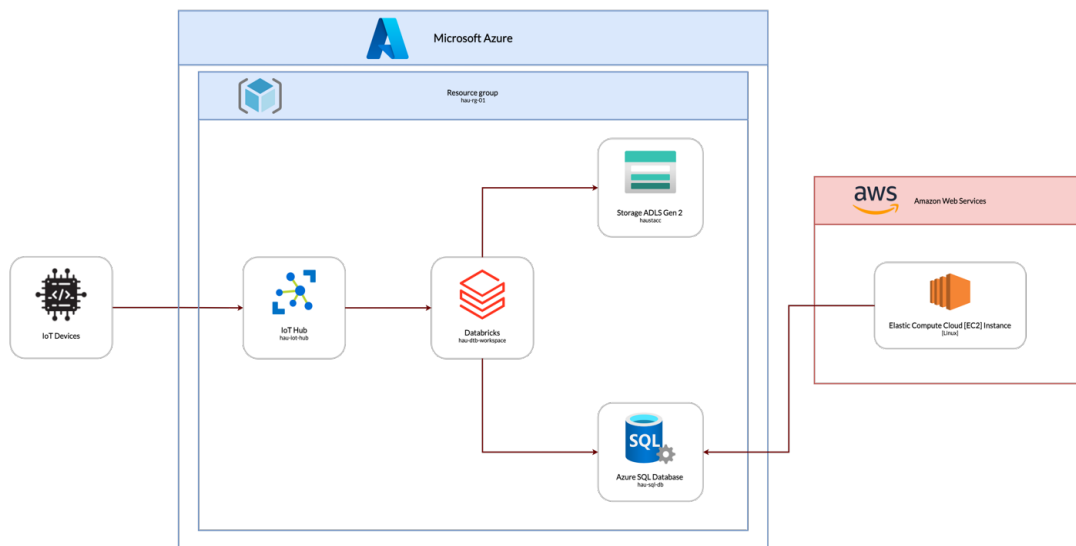 Microsoft Azure
Resource group
hau-rg-01
Storage ADLS Gen 2
haustacc
aws
Amazon Web Services
</>
IoT Devices
IoT Hub
hau-iot-hub
Databricks
hau-dtb-workspace
Elastic Compute Cloud [EC2] Instance
[Linux]
SQL
Azure SQL Database
hau-sql-db